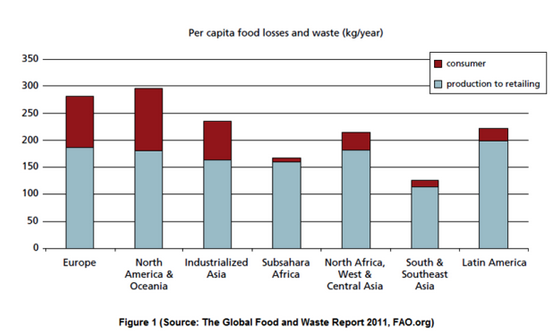 Per capita food losses and waste (kg/year)
350
300
250
200
150
100
50
0
consumer
production to retailing
Europe
North
America &
Oceania
Industrialized
Asia
Subsahara
Africa
North Africa,
West &
Central Asia
South &
Southeast
Asia
Latin America
Figure 1 (Source: The Global Food and Waste Report 2011, FAO.org)